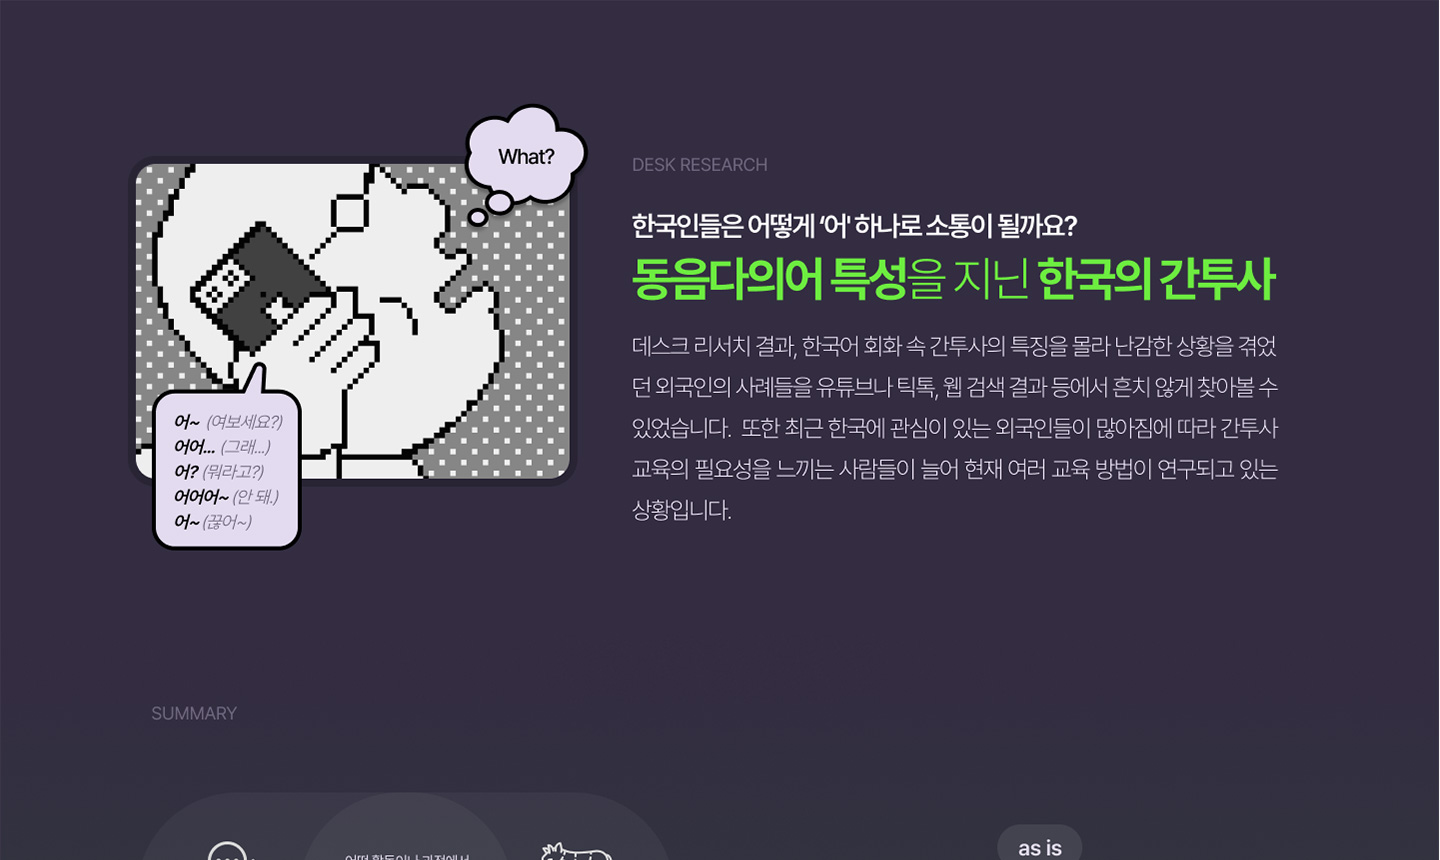 What?
어~ (여보세요?)
어어... (그래...)
어? (뭐라고?)
어어어~ (안 돼.)
어~ (끊어~)
DESK RESEARCH
한국인들은 어떻게 ‘어' 하나로 소통이 될까요?
동음다의어 특성을 지닌 한국의 간투사
데스크 리서치 결과, 한국어 회화 속 간투사의 특징을 몰라 난감한 상황을 겪었
던 외국인의 사례들을 유튜브나 틱톡, 웹 검색 결과 등에서 흔치 않게 찾아볼 수
있었습니다. 또한 최근 한국에 관심이 있는 외국인들이 많아짐에 따라 간투사
교육의 필요성을 느끼는 사람들이 늘어 현재 여러 교육 방법이 연구되고 있는
상황입니다.
SUMMARY
as is